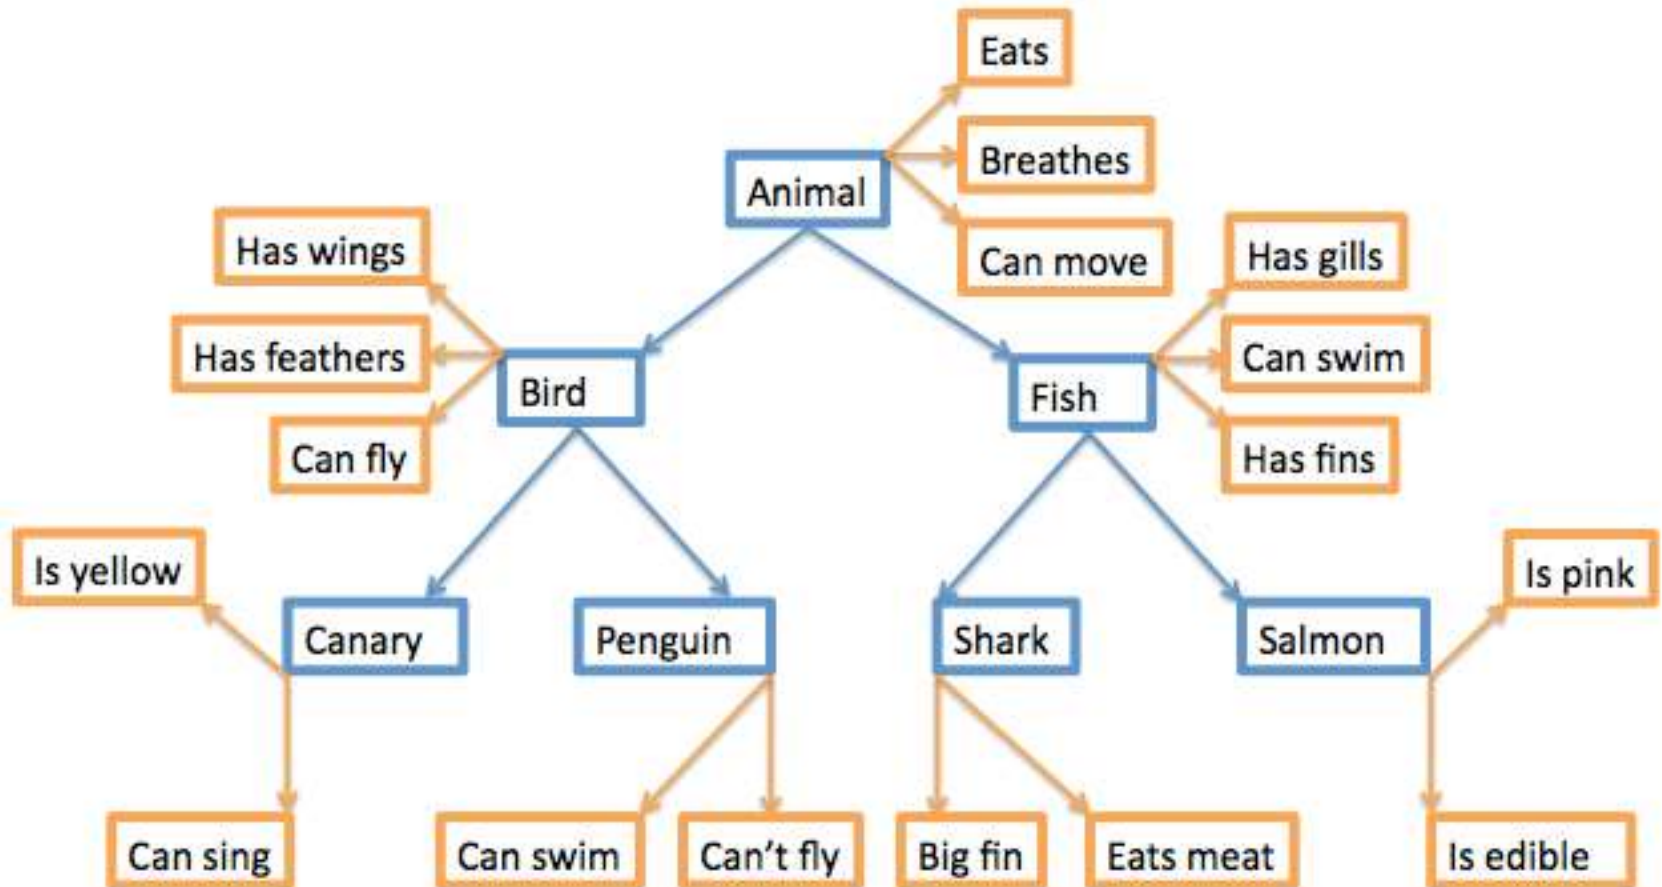 Eats
Breathes
Animal
Can move
Has wings
Has gills
Has feathers
Can swim
Bird
Fish
Can fly
Has fins
Is yellow
Is pink
Canary
Penguin
Shark
Salmon
Can sing
Can swim
Can't fly
Big fin
Eats meat
Is edible